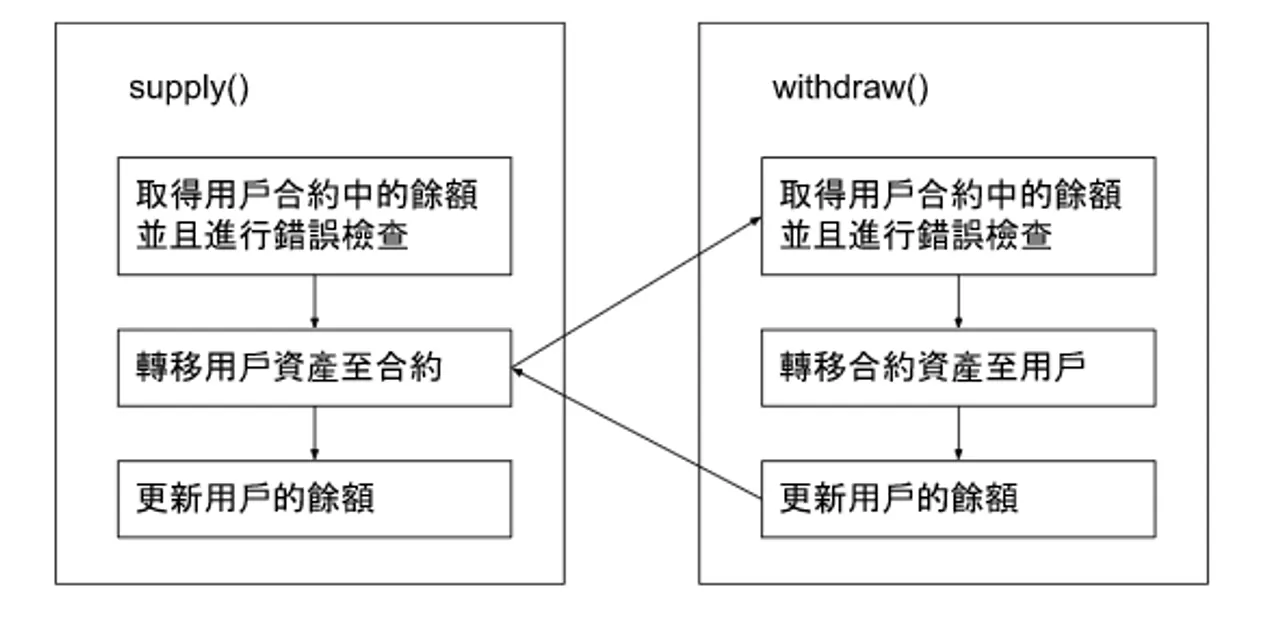 supply()
取得用戶合約中的餘額
並且進行錯誤檢查
轉移用戶資產至合約
更新用戶的餘額
withdraw()
取得用戶合約中的餘額
並且進行錯誤檢查
轉移合約資產至用戶
更新用戶的餘額